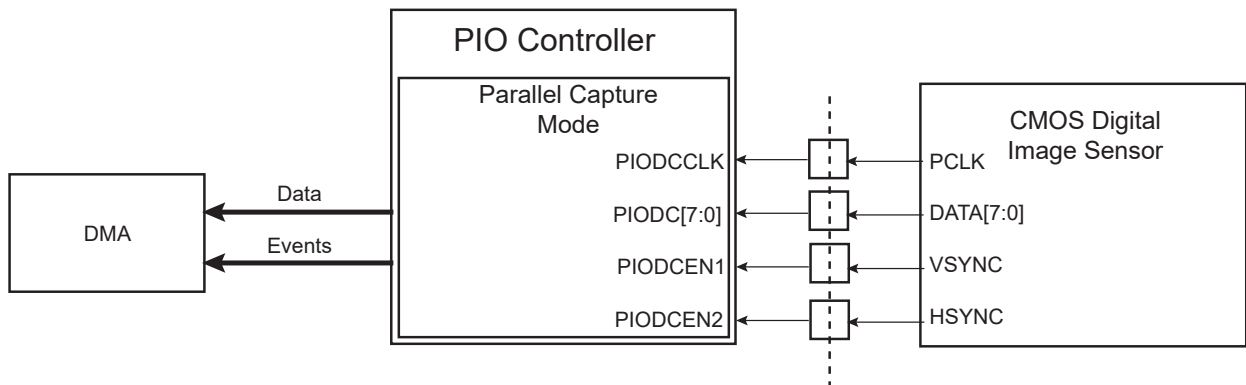 PIO Controller
Parallel Capture
Mode
CMOS Digital
Image Sensor
PIODCCLK
PCLK
Data
PIODC[7:0]
DATA[7:0]
DMA
Events
PIODCEN1
VSYNC
PIODCEN2
HSYNC